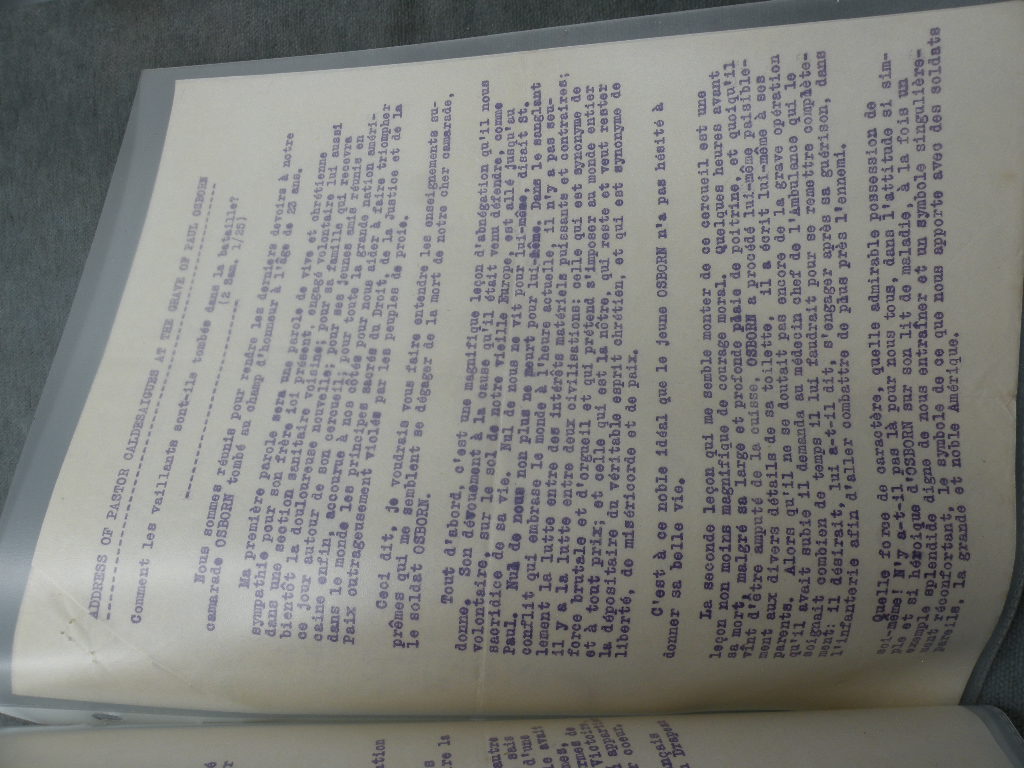 ADDRESS OF PASTOR CALDESAIGUES AT THE GRAVE OF PAUL OSBORN
Comment les vaillants sont-ils tombés dans la bataille?
(2 Sam. 1/25)
Nous sommes réunis pour rendre les derniers devoirs à notre
camarade OSBORN tombé au champ d'honneur à l'âge de 23 ans.
Ma première parole sera une parole de vive et chrétienne
sympathie pour son frère ici présent, engagé volontaire lui aussi
dans une section sanitaire voisine; pour sa famille qui recevra
bientôt la douloureuse nouvelle; pour ses jeunes amis réunis en
ce jour autour de son cercueil; pour toute la grande nation améri-
caine enfin, accourue à nos côtés pour nous aider à faire triompher
dans le monde les principes sacrés du Droit, de la Justice et de la
Paix outrageusement violés par les peuples de proie.
Ceci dit, je voudrais vous faire entendre les enseignements su-
prêmes qui me semblent se dégager de la mort de notre cher camarade,
le soldat OSBORN.
Tout d'abord, c'est une magnifique leçon d'abnégation qu'il nous
donne. Son dévouement à la cause qu'il était venu défendre, comme
volontaire, sur le sol de notre vieille Europe, est allé jusqu'au
sacridice de sa vie. Nul de nous ne vit pour lui-même, disait St.
Paul. Nul de nous non plus ne meurt pour lui-même. Dans le sanglant
conflit qui embrase le monde à l'heure actuelle, il n'y a pas seu-
lement la lutte entre des intérêts matériels puissants et contraires;
il y a la lutte entre deux civilisations: celle qui est synonyme de
force brutale et d'orgueil et qui prétend s'imposer au monde entier
et à tout prix; et celle qui est la nôtre, qui reste et veut rester
la dépositaire du véritable esprit chrétien, et qui est synonyme de
liberté, de miséricorde et de paix.
C'est à ce noble idéal que le jeune OSBORN n'a pas hésité à
donner sa belle vie.
La seconde leçon qui me semble monter de ce cercueil est une
leçon non moins magnifique de courage moral. Quelques heures avant
sa mort, malgré sa large et profonde plaie de poitrine, et quoiqu'il
vînt d'être amputé de la cuisse, OSBORN a procédé lui-même paisible-
ment aux divers détails de sa toilette, il a écrit lui-même à ses
parents. Alors qu'il ne se doutait pas encore de la grave opération
qu'il avait subie il demanda au médecin chef de l'Ambulance qui le
soignait combien de temps il lui faudrait pour se remettre complète-
ment: il désirait, lui a-t-il dit, s'engager après sa guérison, dans
l'infanterie afin d'aller combattre de plus près l'ennemi.
Quelle force de caractère, quelle admirable possession de
soi-même! N'y a-t-il pas là pour nous tous, dans l'attitude si sim-
ple et si héroïque d'OSBORN sur son lit de maladie, à la fois un
exemple splendide digne de nous entraîner et un symbole singulière-
ment réconfortant, le symbole de ce que nous apporte avec des soldats
pareils, la grande et noble Amérique.